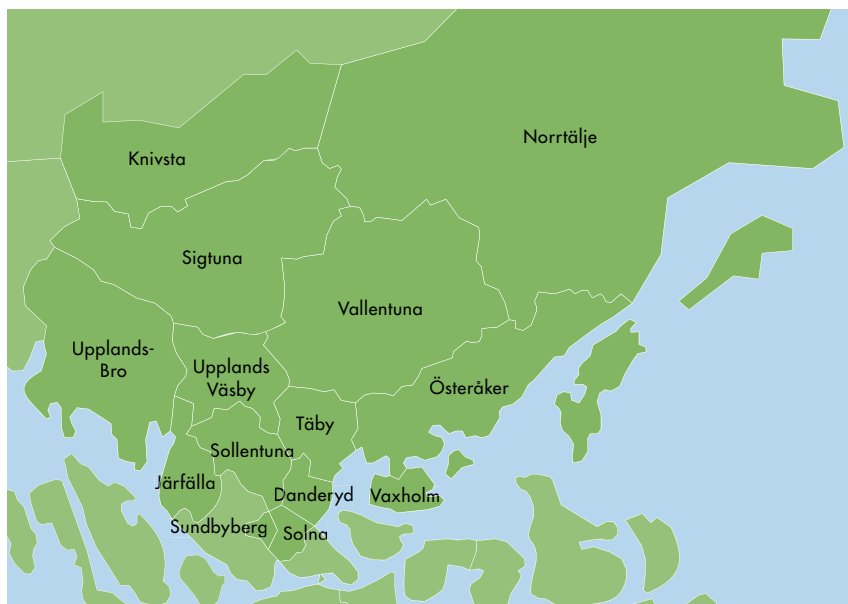 Norrtälje
Knivsta
Sigtuna
Vallentuna
Upplands-
Bro
Upplands
Väsby
Österåker
Täby
Sollentuna
Järfälla
Danderyd
Vaxholm
Sundbyberg
Solna